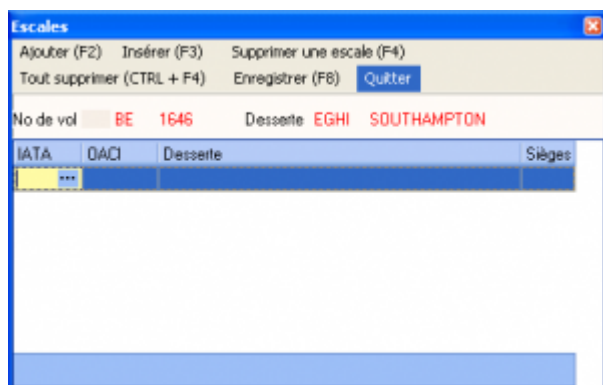 Escales
Ajouter (F2) Insérer (F3) Supprimer une escale (F4)
Tout supprimer (CTRL + F4) Enregistrer (F8) Quitter
No de vol BE 1646 Desserte EGHI SOUTHAMPTON
IATA OACI Desserte Sièges